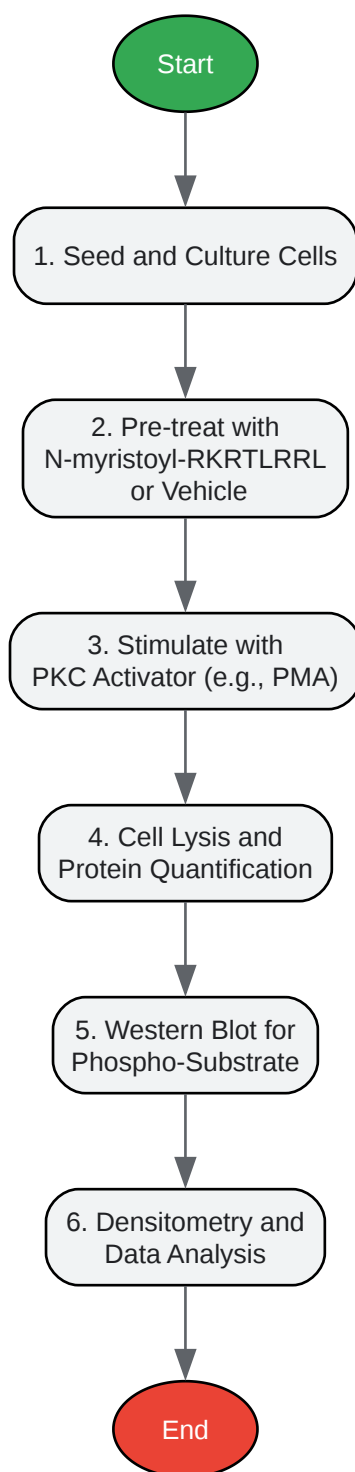 Start
1. Seed and Culture Cells
2. Pre-treat with
N-myristoyl-RKRTLRRL
or Vehicle
3. Stimulate with
PKC Activator (e.g., PMA)
4. Cell Lysis and
Protein Quantification
5. Western Blot for
Phospho-Substrate
6. Densitometry and
Data Analysis
End